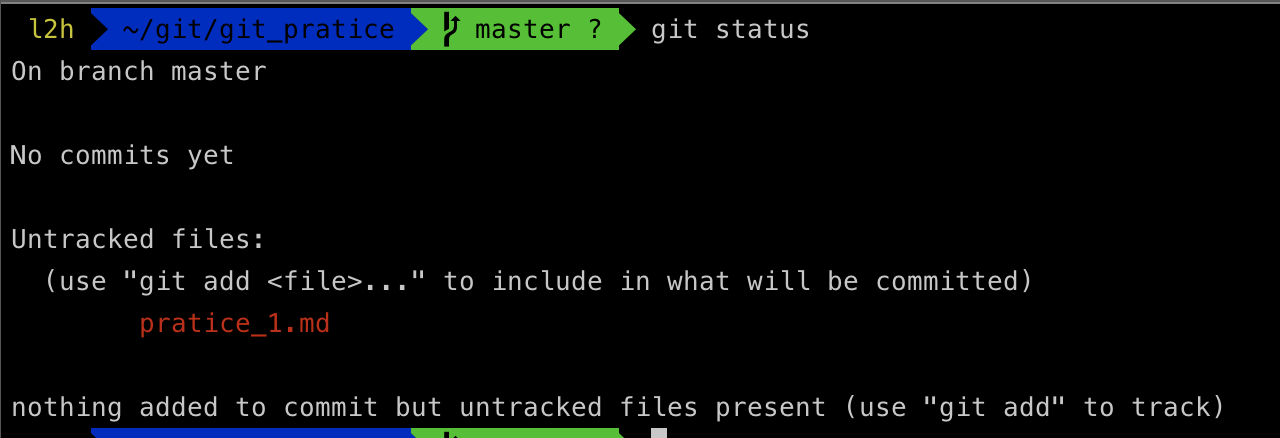 l2h ~/git/git_pratice master ? git status
On branch master
No commits yet
Untracked files:
(use "git add <file>..." to include in what will be committed)
pratice_1.md
nothing added to commit but untracked files present (use "git add" to track)